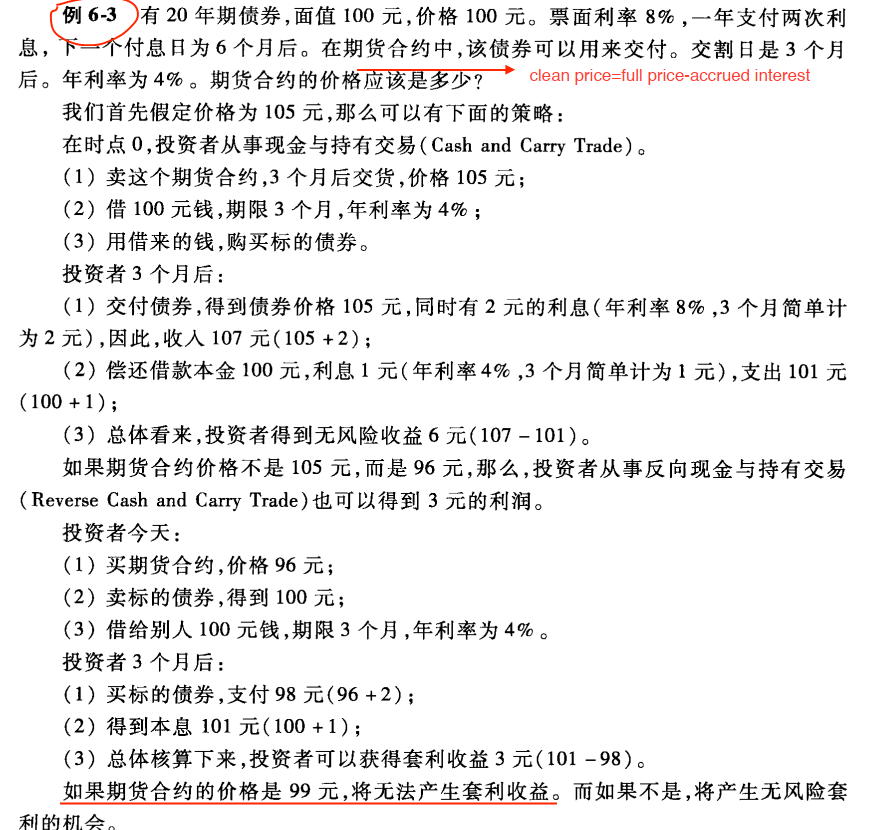 例 6-3 有 20 年期债券,面值 100 元,价格 100 元。票面利率 8%,一年支付两次利
息,下一个付息日为 6 个月后。在期货合约中,该债券可以用来交付。交割日是 3 个月
后。年利率为 4%。期货合约的价格应该是多少?
clean price=full price-accrued interest
我们首先假定价格为 105 元,那么可以有下面的策略:
在时点 0,投资者从事现金与持有交易(Cash and Carry Trade)。
(1) 卖这个期货合约,3 个月后交货,价格 105 元;
(2) 借 100 元钱,期限 3 个月,年利率为 4%;
(3) 用借来的钱,购买标的债券。
投资者 3 个月后:
(1) 交付债券,得到债券价格 105 元,同时有 2 元的利息(年利率 8%,3 个月简单计
为 2 元),因此,收入 107 元(105 +2);
(2) 偿还借款本金 100 元,利息 1 元(年利率 4%,3 个月简单计为 1 元),支出 101 元
(100 +1);
(3) 总体看来,投资者得到无风险收益 6 元(107 -101)。
如果期货合约价格不是 105 元,而是 96 元,那么,投资者从事反向现金与持有交易
(Reverse Cash and Carry Trade)也可以得到 3 元的利润。
投资者今天:
(1) 买期货合约,价格 96 元;
(2) 卖标的债券,得到 100 元;
(3) 借给别人 100 元钱,期限 3 个月,年利率为 4%。
投资者 3 个月后:
(1) 买标的债券,支付 98 元(96 +2);
(2) 得到本息 101 元(100 +1);
(3) 总体核算下来,投资者可以获得套利收益 3 元(101 -98)。
如果期货合约的价格是 99 元,将无法产生套利收益。而如果不是,将产生无风险套
利的机会。